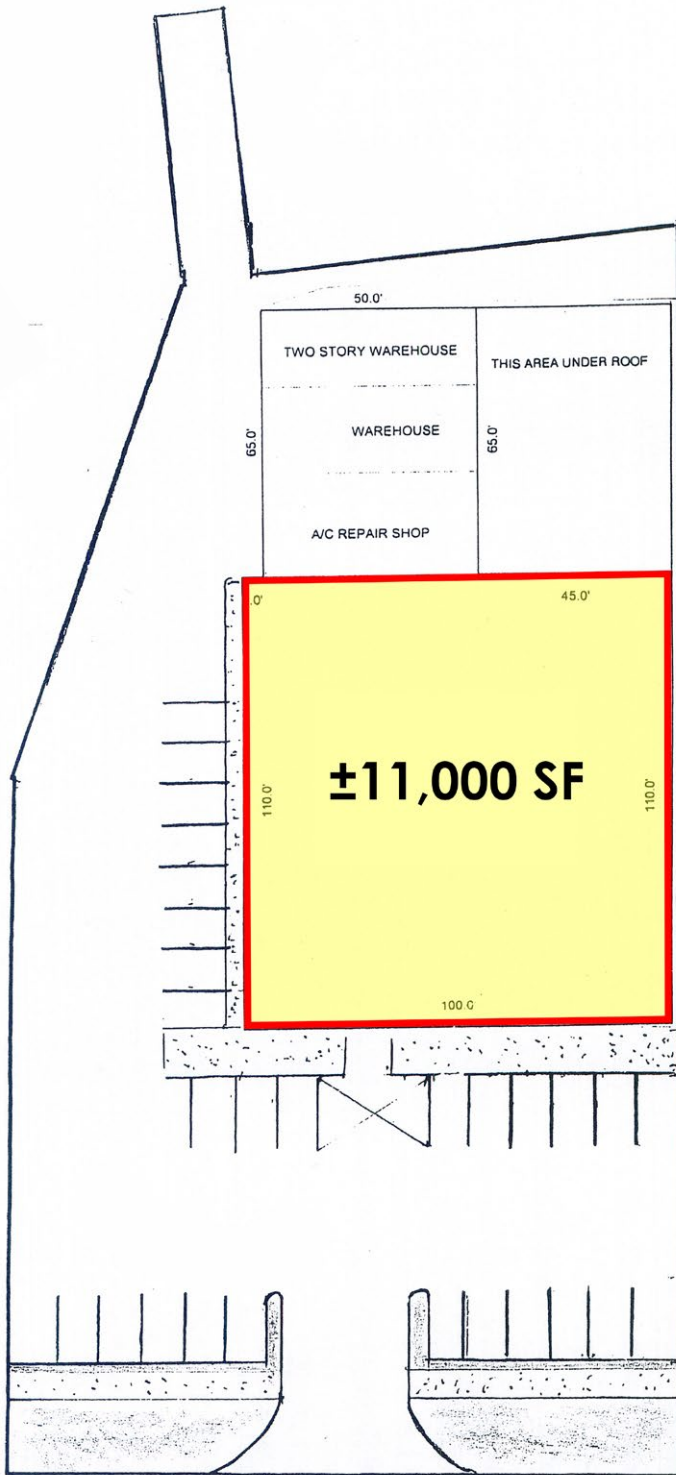 50.0'
TWO STORY WAREHOUSE
THIS AREA UNDER ROOF
65.0'
WAREHOUSE
65.0'
A/C REPAIR SHOP
.0'
45.0'
±11,000 SF
110.0'
110.0'
100.0